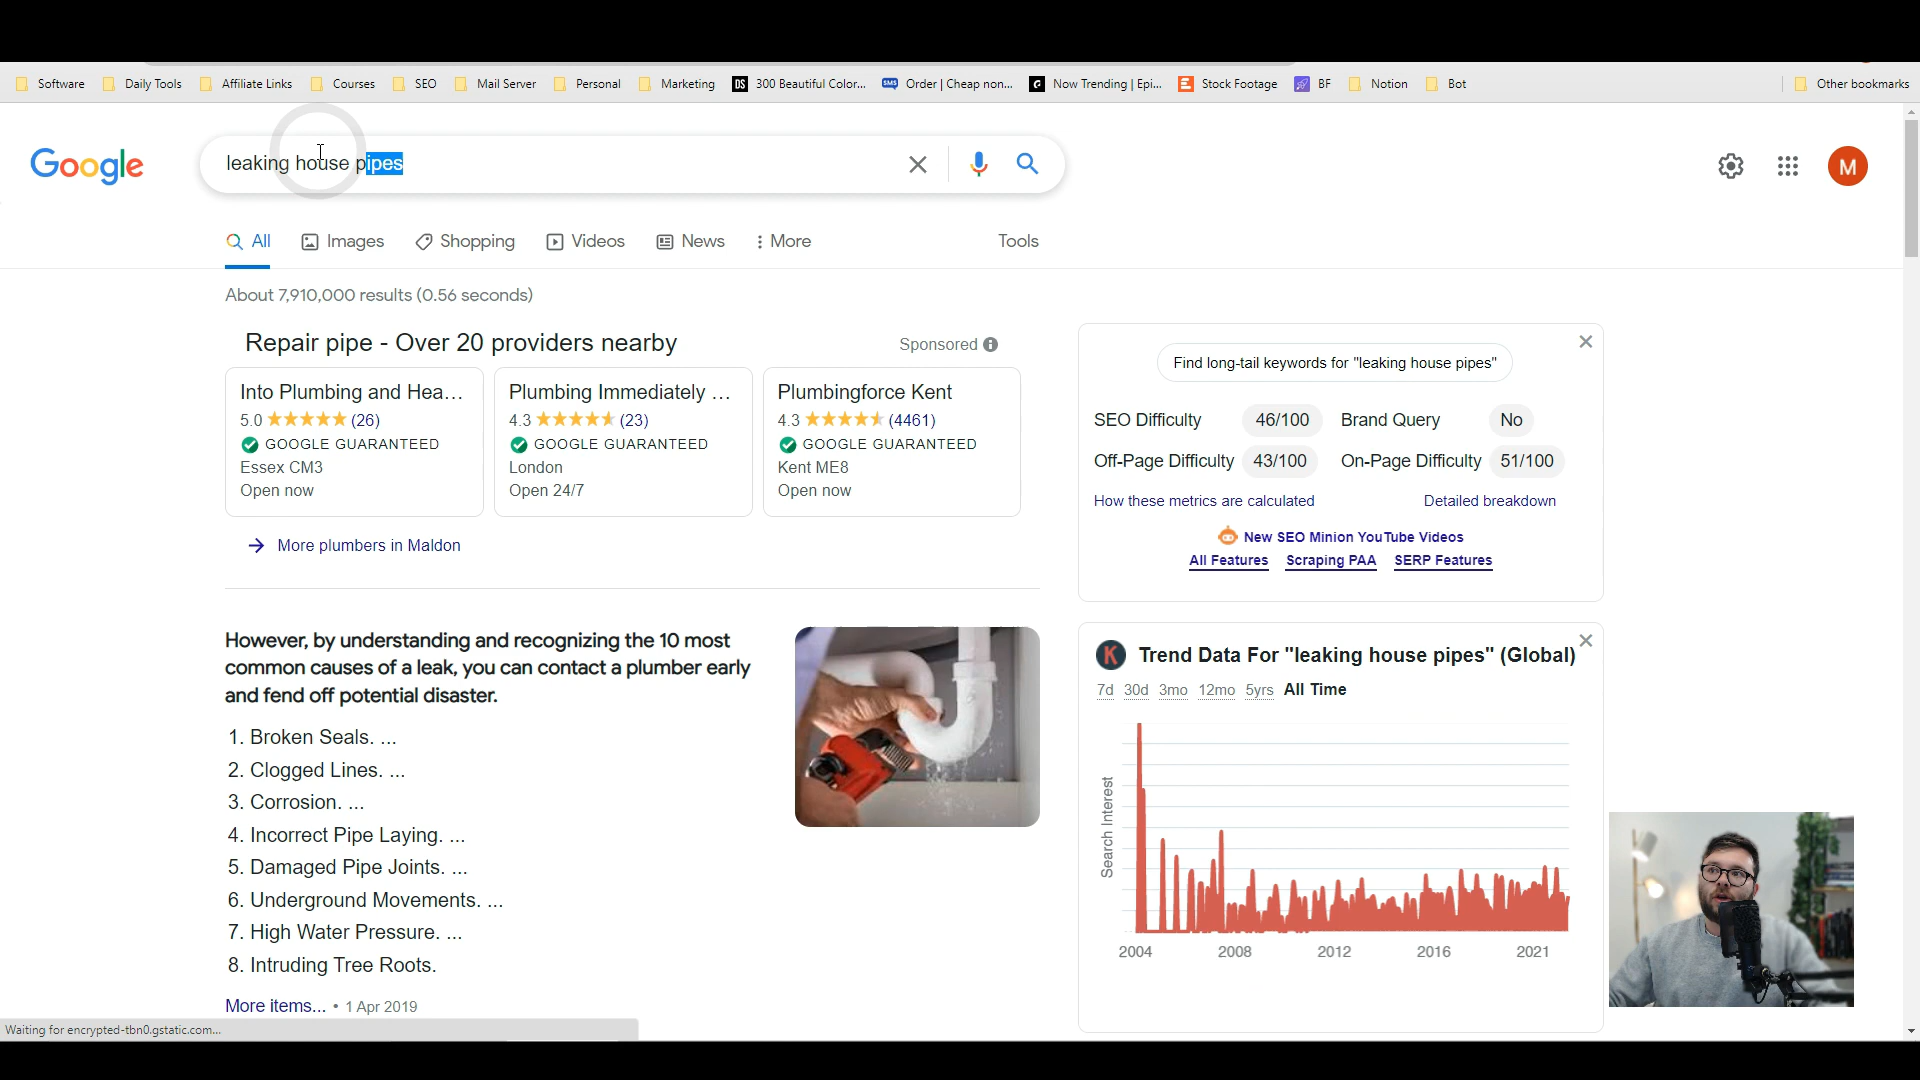 Software
Daily Tools
Affiliate Links
Courses
SEO
Mail Server
Personal
Marketing
DS 300 Beautiful Color...
SMS Order | Cheap non...
Now Trending | Epi...
Stock Footage
BF
Notion
Bot
Other bookmarks
Google
leaking house pipes
M
All
Images
Shopping
Videos
News
More
Tools
About 7,910,000 results (0.56 seconds)
Repair pipe - Over 20 providers nearby
Sponsored
Into Plumbing and Hea...
5.0 (26)
GOOGLE GUARANTEED
Essex CM3
Open now
Plumbing Immediately ...
4.3 (23)
GOOGLE GUARANTEED
London
Open 24/7
Plumbingforce Kent
4.3 (4461)
GOOGLE GUARANTEED
Kent ME8
Open now
More plumbers in Maldon
However, by understanding and recognizing the 10 most
common causes of a leak, you can contact a plumber early
and fend off potential disaster.
1. Broken Seals. ...
2. Clogged Lines. ...
3. Corrosion. ...
4. Incorrect Pipe Laying. ...
5. Damaged Pipe Joints. ...
6. Underground Movements. ...
7. High Water Pressure. ...
8. Intruding Tree Roots.
More items... • 1 Apr 2019
Waiting for encrypted-tbn0.gstatic.com...
Find long-tail keywords for "leaking house pipes"
SEO Difficulty 46/100 Brand Query No
Off-Page Difficulty 43/100 On-Page Difficulty 51/100
How these metrics are calculated
Detailed breakdown
New SEO Minion YouTube Videos
All Features
Scraping PAA
SERP Features
K Trend Data For "leaking house pipes" (Global)
7d 30d 3mo 12mo 5yrs All Time
Search Interest
2004 2008 2012 2016 2021